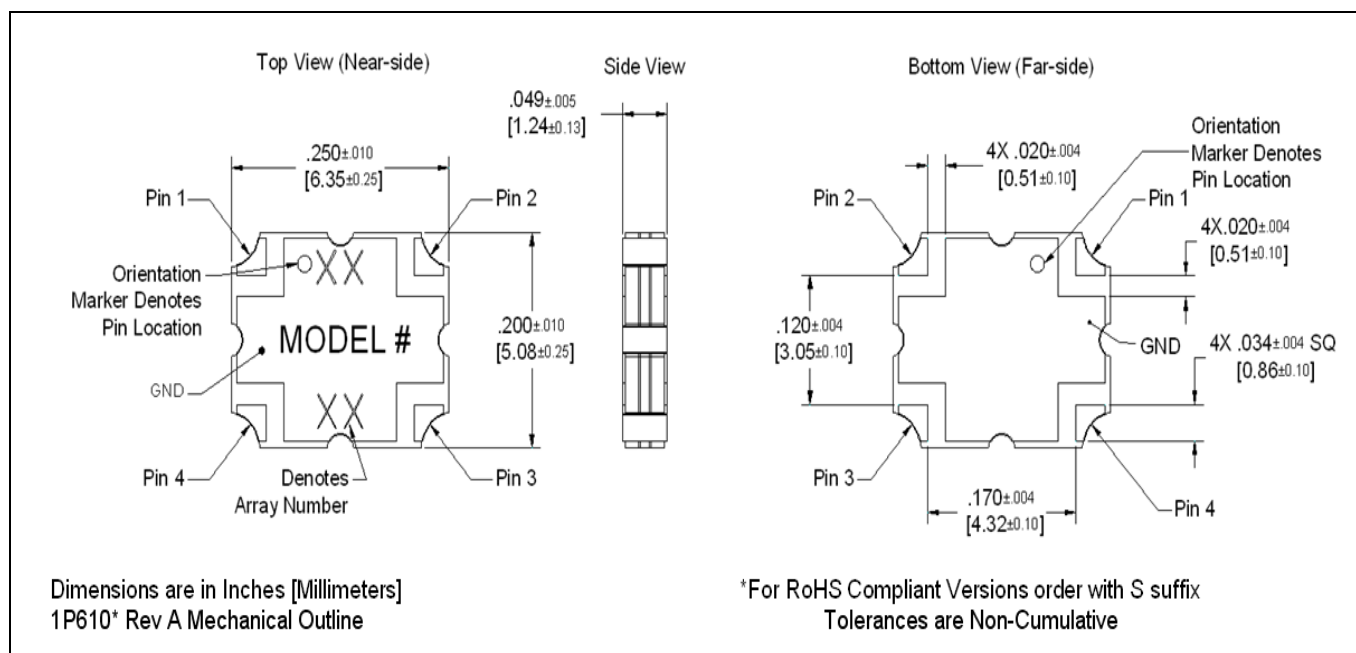 Top View (Near-side)
Side View
Bottom View (Far-side)
.049±.005
[1.24±0.13]
.250±.010
[6.35±0.25]
Pin 1
Pin 2
Orientation
Marker Denotes
Pin Location
XX
MODEL #
.200±.010
[5.08±0.25]
GND
XX
Pin 4
Denotes
Array Number
Pin 3
4X .020±.004
[0.51±0.10]
Orientation
Marker Denotes
Pin Location
Pin 2
Pin 1
4X.020±.004
[0.51±0.10]
.120±.004
[3.05±0.10]
GND
4X .034±.004 SQ
[0.86±0.10]
Pin 3
.170±.004
[4.32±0.10]
Pin 4
Dimensions are in Inches [Millimeters]
1P610* Rev A Mechanical Outline
*For RoHS Compliant Versions order with S suffix
Tolerances are Non-Cumulative